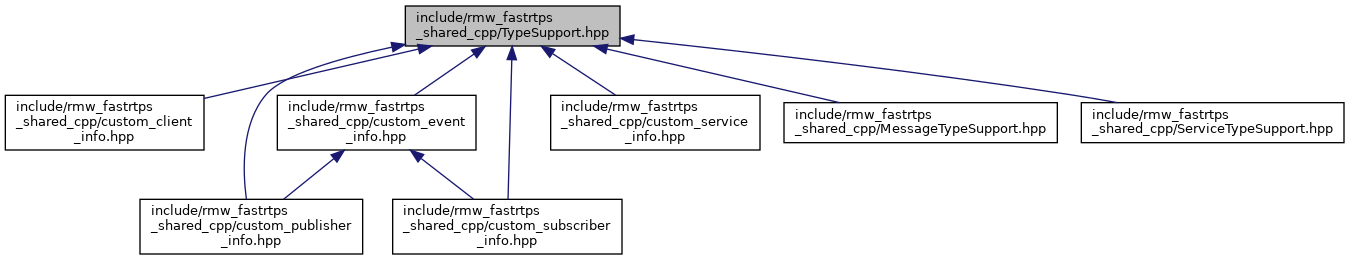 include/rmw_fastrtps
_shared_cpp/TypeSupport.hpp
include/rmw_fastrtps
_shared_cpp/custom_client
_info.hpp
include/rmw_fastrtps
_shared_cpp/custom_event
_info.hpp
include/rmw_fastrtps
_shared_cpp/custom_service
_info.hpp
include/rmw_fastrtps
_shared_cpp/MessageTypeSupport.hpp
include/rmw_fastrtps
_shared_cpp/ServiceTypeSupport.hpp
include/rmw_fastrtps
_shared_cpp/custom_publisher
_info.hpp
include/rmw_fastrtps
_shared_cpp/custom_subscriber
_info.hpp